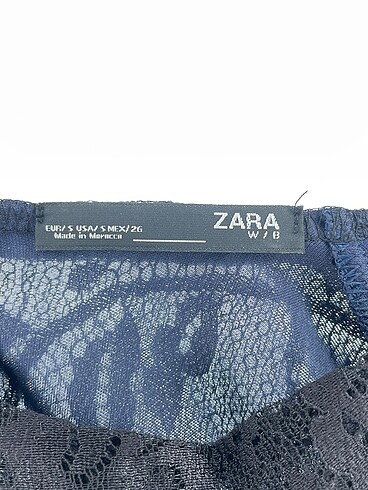 EUR/S USA/S MEX/26
Made in Morocco
ZARA
W/B